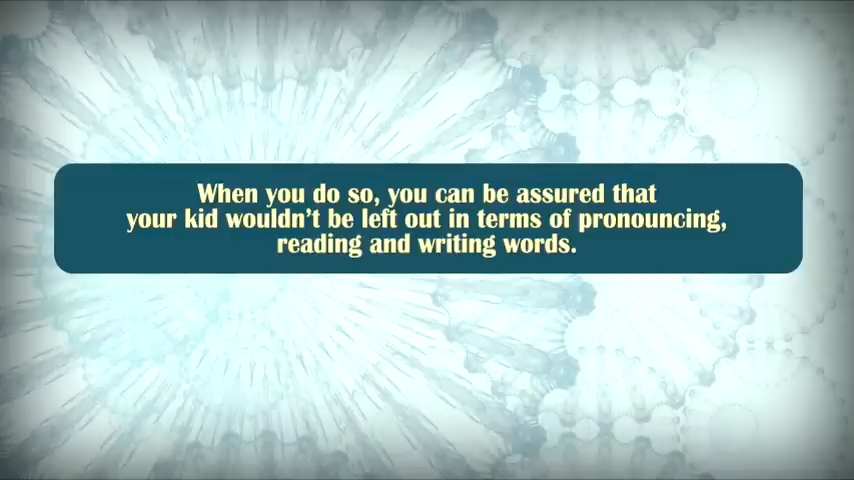 When you do so, you can be assured that
your kid wouldn't be left out in terms of pronouncing,
reading and writing words.